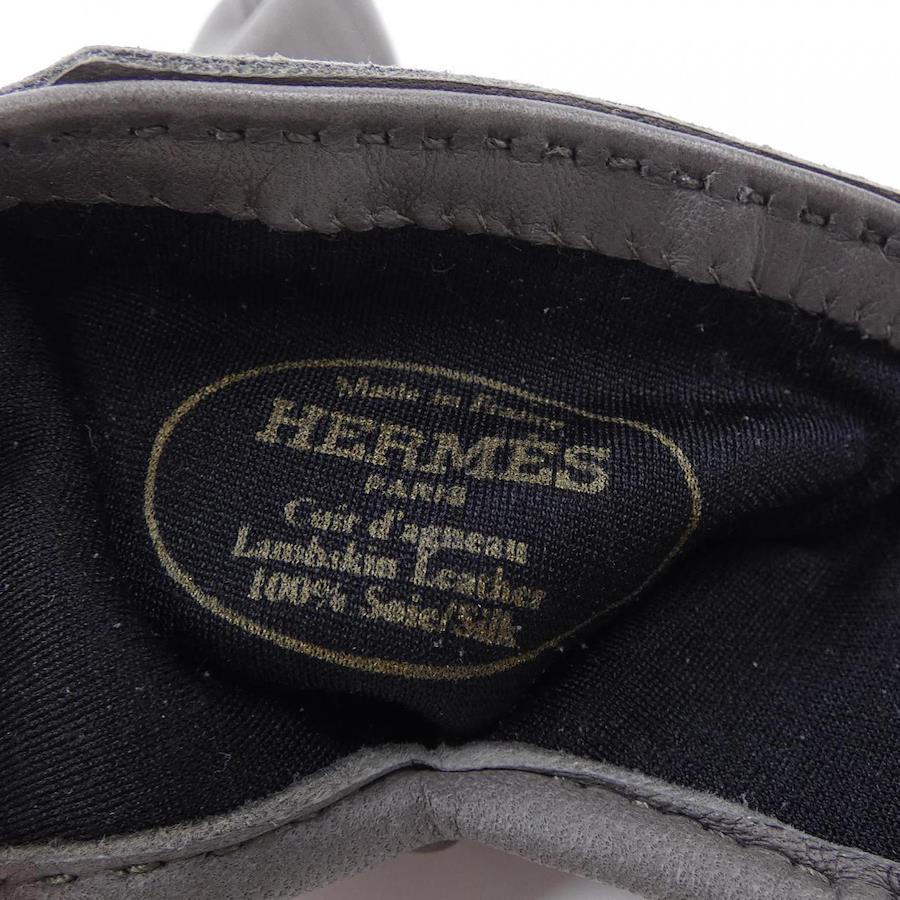 Made in France
HERMES
PARIS
Cuir d'agneau
Lambskin Leather
100% Soie/Silk